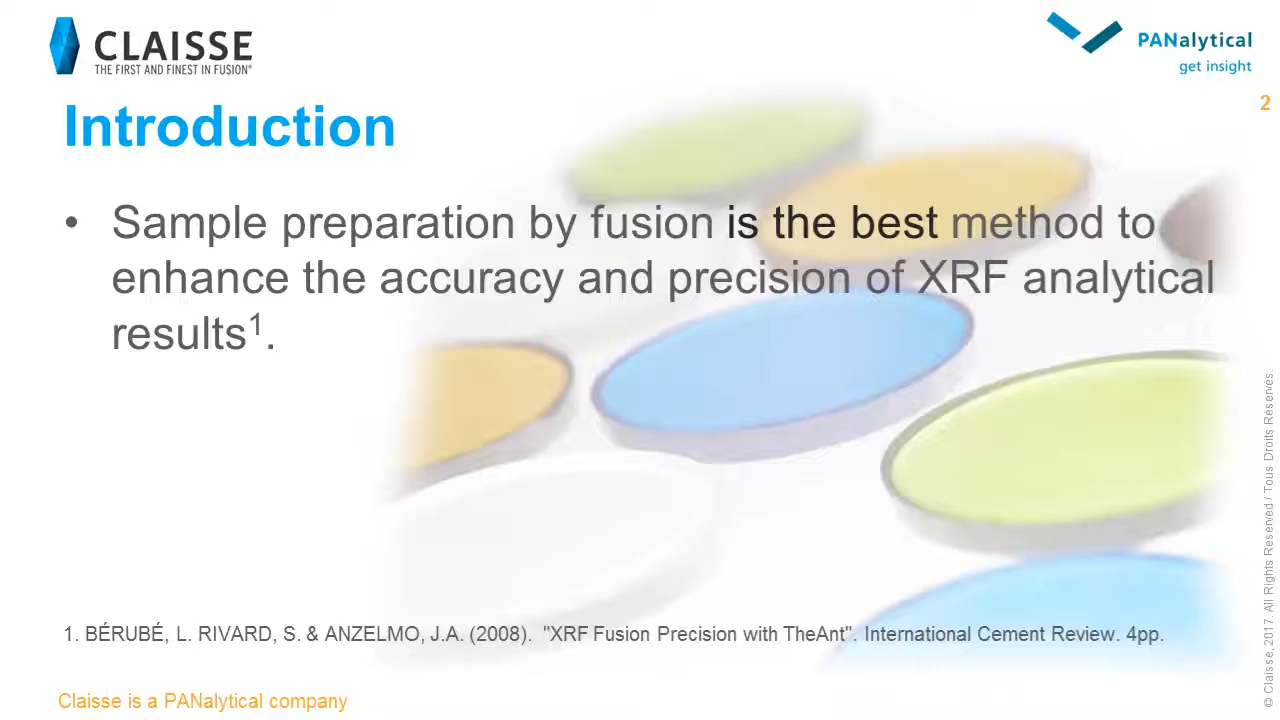 CLAISSE
THE FIRST AND FINEST IN FUSION®
PANalytical
get insight
2
Introduction
• Sample preparation by fusion is the best method to
enhance the accuracy and precision of XRF analytical
results¹.
1. BÉRUBÉ, L. RIVARD, S. & ANZELMO, J.A. (2008). "XRF Fusion Precision with TheAnt". International Cement Review. 4pp.
Claisse is a PANalytical company
© Claisse, 2017. All Rights Reserved / Tous Droits Réservés.